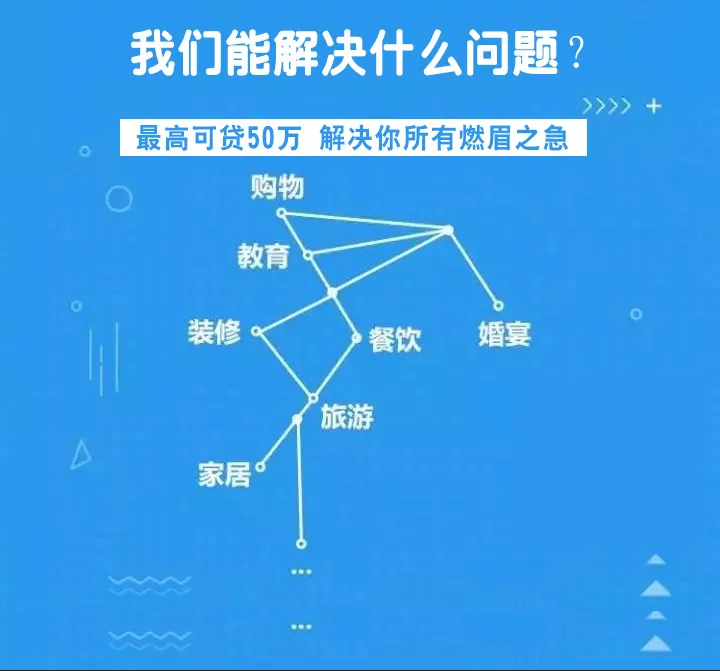 我们能解决什么问题？
最高可贷50万 解决你所有燃眉之急
购物
教育
装修
餐饮
婚宴
旅游
家居
...
...